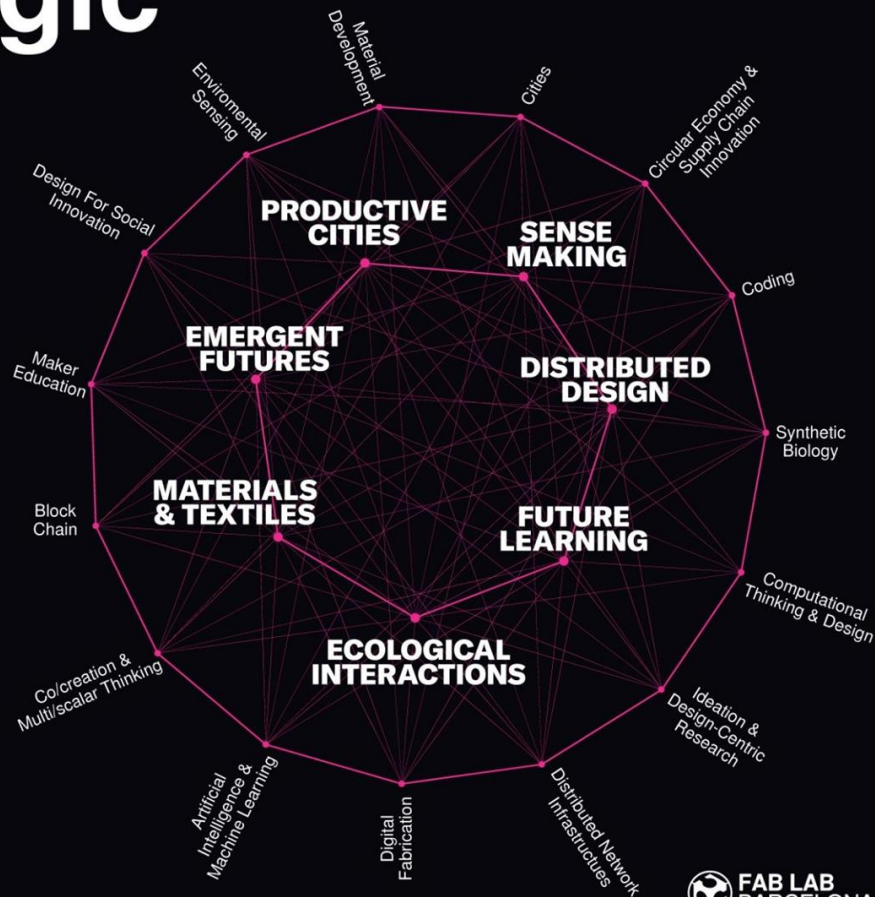 gic
Material
Development
Cities
Circular Economy &
Supply Chain
Innovation
Enviromental
Sensing
Design For Social
Innovation
PRODUCTIVE
CITIES
SENSE
MAKING
Coding
EMERGENT
FUTURES
DISTRIBUTED
DESIGN
Maker
Education
Synthetic
Biology
MATERIALS
& TEXTILES
FUTURE
LEARNING
Block
Chain
Computational
Thinking & Design
ECOLOGICAL
INTERACTIONS
Co/creation &
Multi/scalar Thinking
Ideation &
Design-Centric
Research
Artificial
Intelligence &
Machine Learning
Digital
Fabrication
Distributed Network
Infrastructues
FAB LAB
BARCELONA